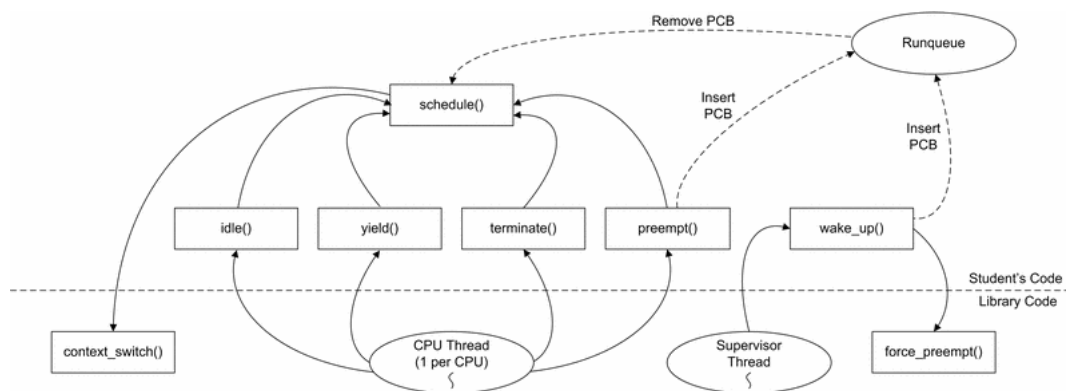 Remove PCB
Runqueue
schedule()
Insert
PCB
Insert
PCB
idle()
yield()
terminate()
preempt()
wake_up()
Student's Code
Library Code
context_switch()
CPU Thread
(1 per CPU)
Supervisor
Thread
force_preempt()